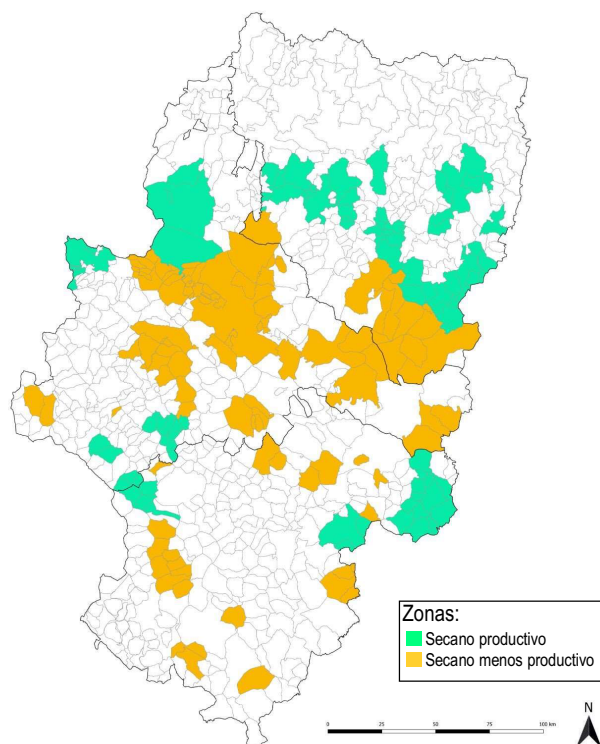 Zonas:
Secano productivo
Secano menos productivo
N
0 25 50 75 100 km